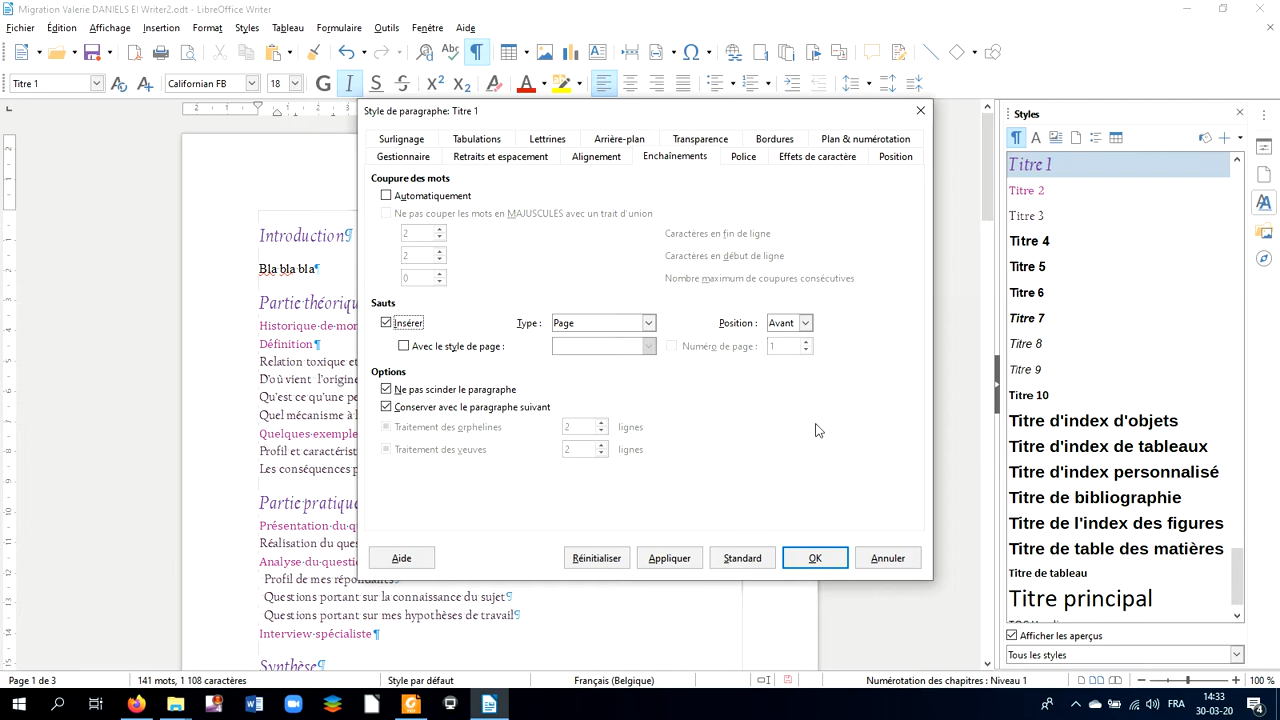 Migration Valerie DANIELS E! Writer2.odt - LibreOffice Writer
Fichier Édition Affichage Insertion Format Styles Tableau Formulaire Outils Fenêtre Aide
Titre 1 Californian FB 18
Style de paragraphe: Titre 1
Surlignage Tabulations Lettrines Arrière-plan Transparence Bordures Plan & numérotation
Gestionnaire Retraits et espacement Alignement Enchaînements Police Effets de caractère Position
Coupure des mots
Automatiquement
Ne pas couper les mots en MAJUSCULES avec un trait d'union
2 Caractères en fin de ligne
2 Caractères en début de ligne
0 Nombre maximum de coupures consécutives
Sauts
Insérer Type : Page Position : Avant
Avec le style de page : Numéro de page : 1
Options
Ne pas scinder le paragraphe
Conserver avec le paragraphe suivant
Traitement des orphelines 2 lignes
Traitement des veuves 2 lignes
Aide Réinitialiser Appliquer Standard OK Annuler
Introduction¶
Bla bla bla¶
Partie théoriqu
Historique·de·mon
Définition¶
Relation toxique et
D'où vient l'origine
Qu'est ce qu'une pe
Quel mécanisme à l
Quelques·exemple
Profil et caractérist
Les conséquences p
Partie·pratiqu
Présentation·du·q
Réalisation du ques
Analyse·du·question
Profil de mes répondants
Questions portant sur la connaissance du sujet¶
Questions portant sur mes hypothèses de travail¶
Interview·spécialiste¶
Synthèse¶
Styles
Titre 1
Titre 2
Titre 3
Titre 4
Titre 5
Titre 6
Titre 7
Titre 8
Titre 9
Titre 10
Titre d'index d'objets
Titre d'index de tableaux
Titre d'index personnalisé
Titre de bibliographie
Titre de l'index des figures
Titre de table des matières
Titre de tableau
Titre principal
Afficher les aperçus
Tous les styles
Page 1 de 3 141 mots, 1 108 caractères Style par défaut Français (Belgique) Numérotation des chapitres : Niveau 1 100 %
FRA 14:33
30-03-20